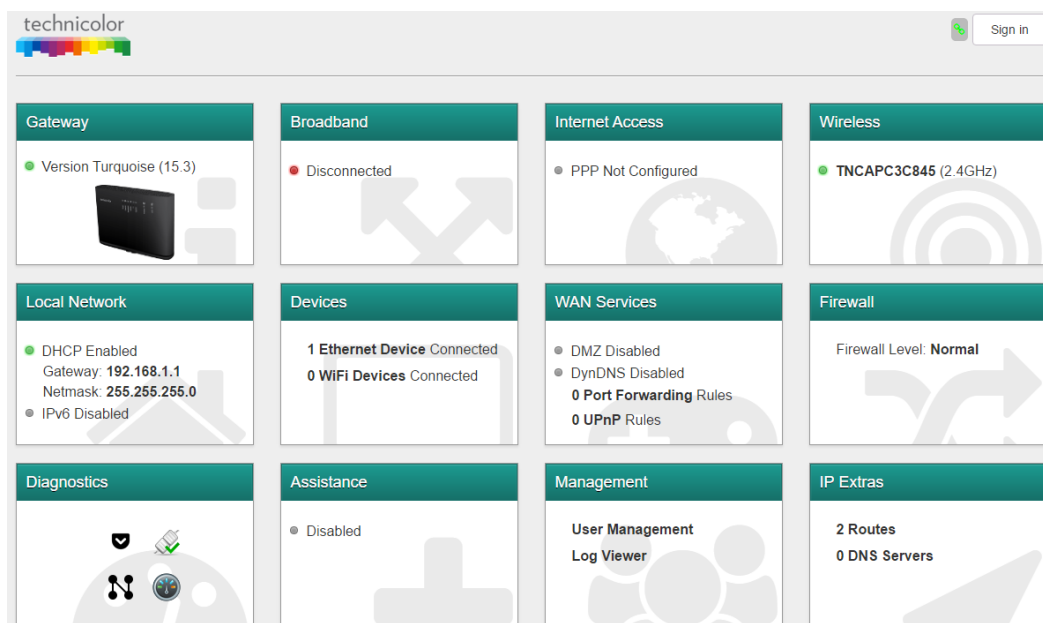 technicolor
Sign in
Gateway
Version Turquoise (15.3)
Broadband
Disconnected
Internet Access
PPP Not Configured
Wireless
TNCAPC3C845 (2.4GHz)
Local Network
DHCP Enabled
Gateway: 192.168.1.1
Netmask: 255.255.255.0
IPv6 Disabled
Devices
1 Ethernet Device Connected
0 WiFi Devices Connected
WAN Services
DMZ Disabled
DynDNS Disabled
0 Port Forwarding Rules
0 UPnP Rules
Firewall
Firewall Level: Normal
Diagnostics
Assistance
Disabled
Management
User Management
Log Viewer
IP Extras
2 Routes
0 DNS Servers